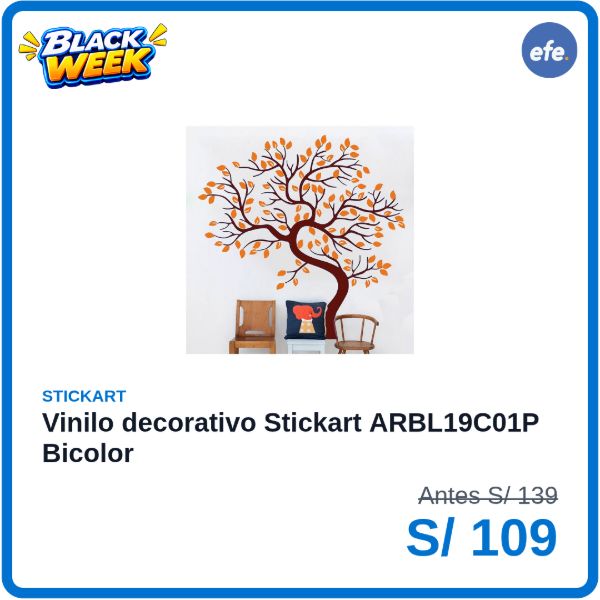 BLACK
WEEK
efe.
STICKART
Vinilo decorativo Stickart ARBL19C01P
Bicolor
Antes S/ 139
S/ 109